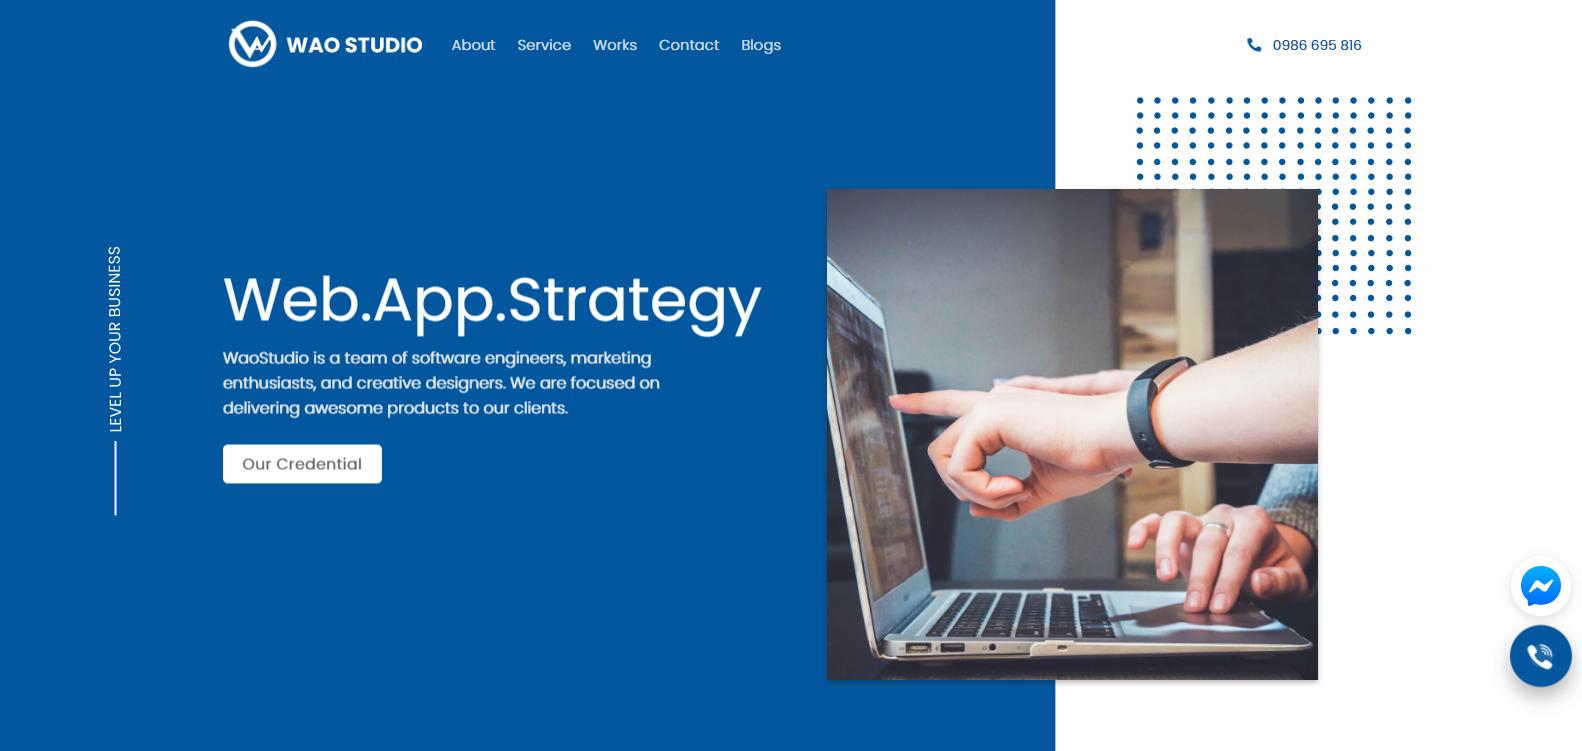 WAO STUDIO
About
Service
Works
Contact
Blogs
0986 695 816
LEVEL UP YOUR BUSINESS
Web.App.Strategy
WaoStudio is a team of software engineers, marketing
enthusiasts, and creative designers. We are focused on
delivering awesome products to our clients.
Our Credential